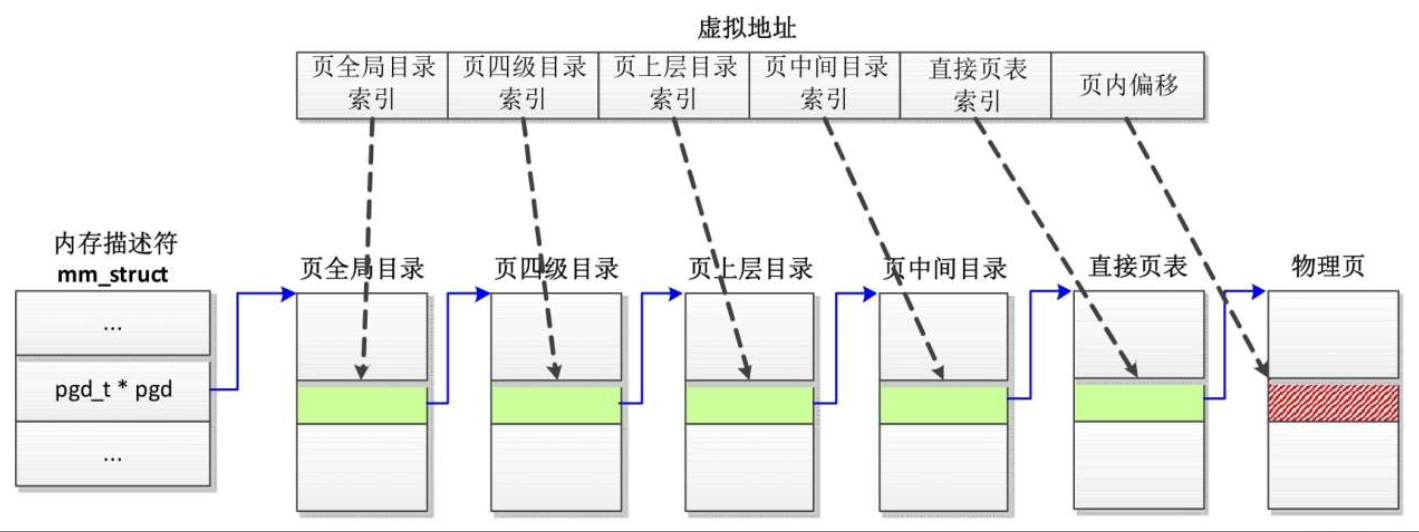 虚拟地址
页全局目录
索引
页四级目录
索引
页上层目录
索引
页中间目录
索引
直接页表
索引
页内偏移
内存描述符
mm_struct
...
pgd_t * pgd
...
页全局目录
页四级目录
页上层目录
页中间目录
直接页表
物理页